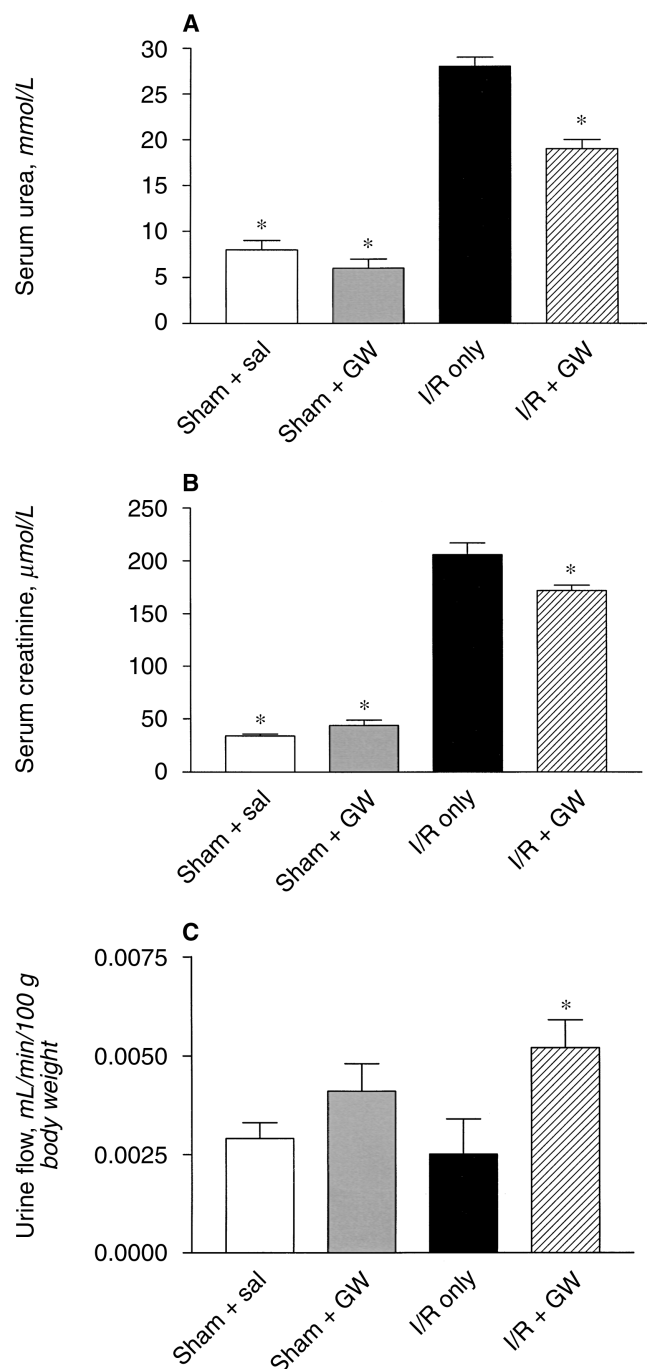 A
Serum urea, mmol/L
30
25
20
15
10
5
0
*
*
*
Sham + sal
Sham + GW
I/R only
I/R + GW
B
Serum creatinine, μmol/L
250
200
150
100
50
0
*
*
*
Sham + sal
Sham + GW
I/R only
I/R + GW
C
Urine flow, mL/min/100 g
body weight
0.0075
0.0050
0.0025
0.0000
*
Sham + sal
Sham + GW
I/R only
I/R + GW